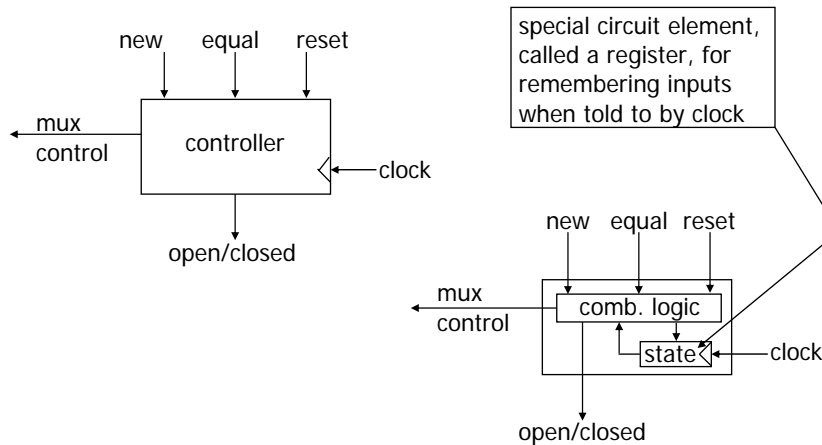 new equal reset
mux
control
controller
clock
open/closed
special circuit element,
called a register, for
remembering inputs
when told to by clock
new equal reset
mux
control
comb. logic
state
clock
open/closed